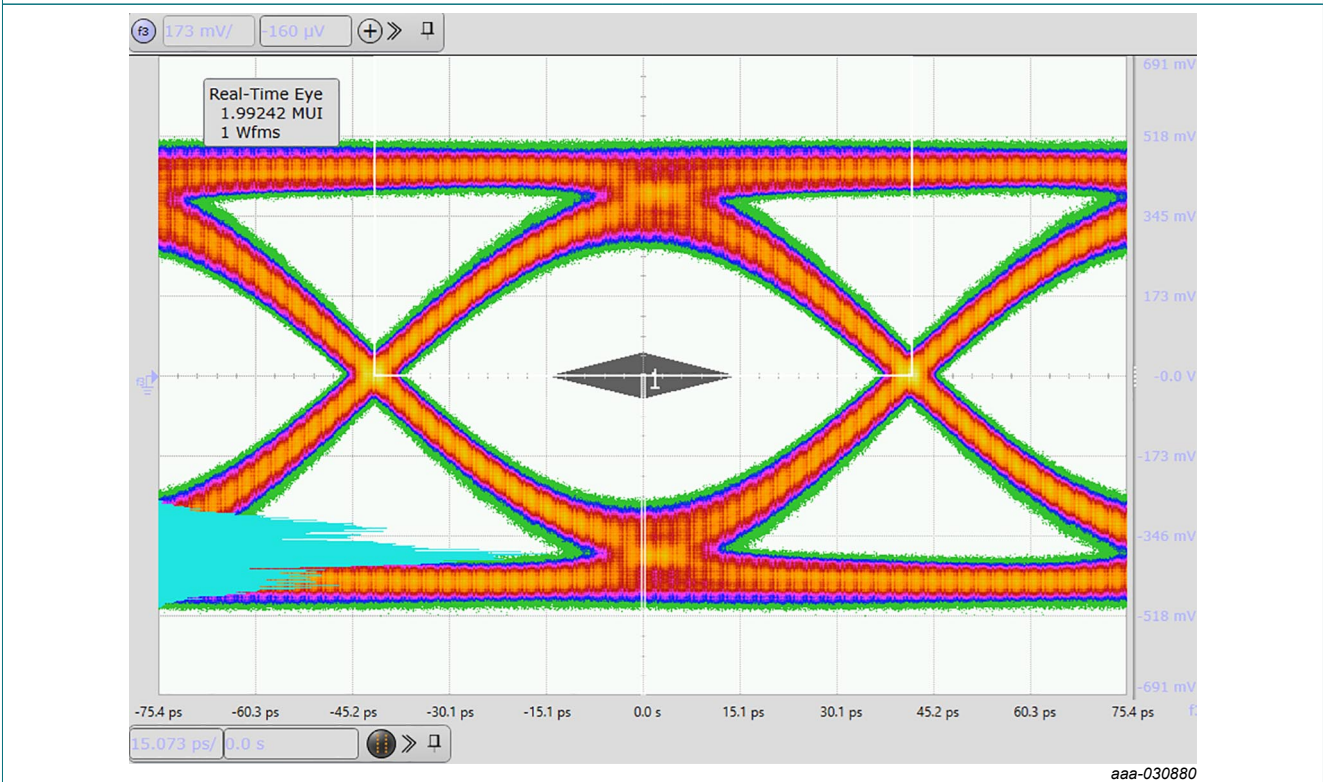 f3 173 mV/ -160 µV
691 mV
Real-Time Eye
1.99242 MUI
1 Wfms
518 mV
345 mV
173 mV
-0.0 V
1
-173 mV
-346 mV
-518 mV
-691 mV
-75.4 ps -60.3 ps -45.2 ps -30.1 ps -15.1 ps 0.0 s 15.1 ps 30.1 ps 45.2 ps 60.3 ps 75.4 ps
15.073 ps/ 0.0 s
aaa-030880